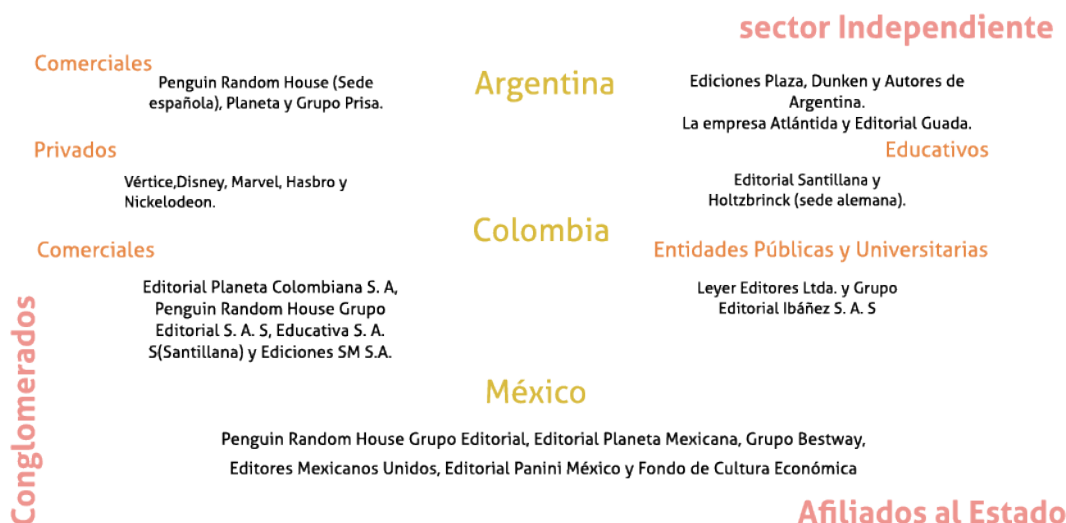 sector Independiente
Comerciales
Penguin Random House (Sede
española), Planeta y Grupo Prisa.
Argentina
Ediciones Plaza, Dunken y Autores de
Argentina.
La empresa Atlántida y Editorial Guada.
Privados
Vértice,Disney, Marvel, Hasbro y
Nickelodeon.
Educativos
Editorial Santillana y
Holtzbrinck (sede alemana).
Colombia
Comerciales
Editorial Planeta Colombiana S. A,
Penguin Random House Grupo
Editorial S. A. S, Educativa S. A.
S(Santillana) y Ediciones SM S.A.
Entidades Públicas y Universitarias
Leyer Editores Ltda. y Grupo
Editorial Ibáñez S. A. S
Conglomerados
México
Penguin Random House Grupo Editorial, Editorial Planeta Mexicana, Grupo Bestway,
Editores Mexicanos Unidos, Editorial Panini México y Fondo de Cultura Económica
Afiliados al Estado